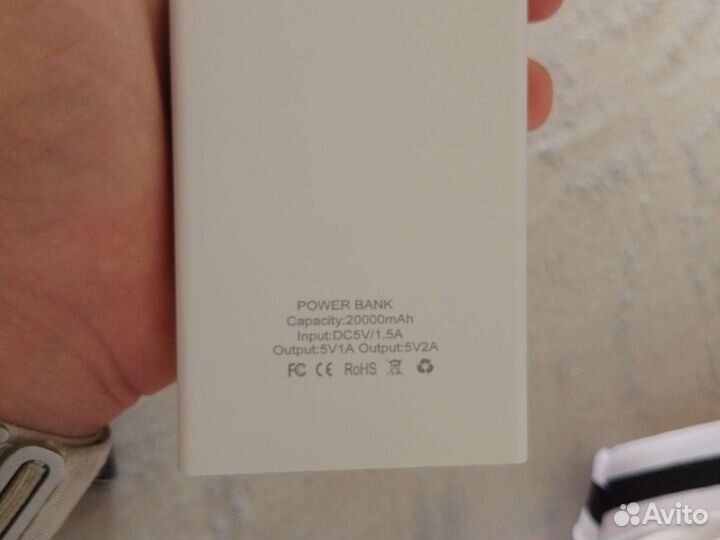 POWER BANK
Capacity:20000mAh
Input:DC5V/1.5A
Output:5V1A Output:5V2A
FC CE RoHS
Avito